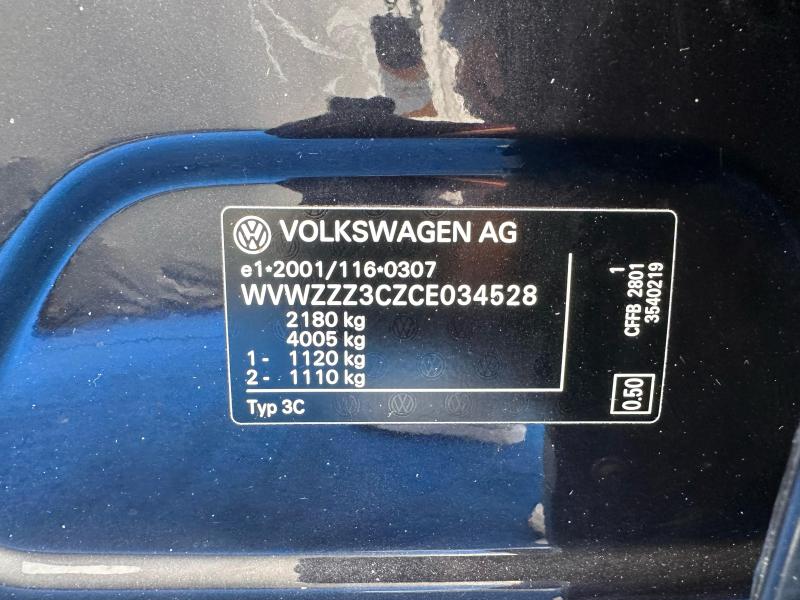 VOLKSWAGEN AG
e1*2001/116*0307
WVWZZZ3CZCE034528
2180 kg
4005 kg
1 - 1120 kg
2 - 1110 kg
Typ 3C
1
CFFB 2801
3540219
0.50